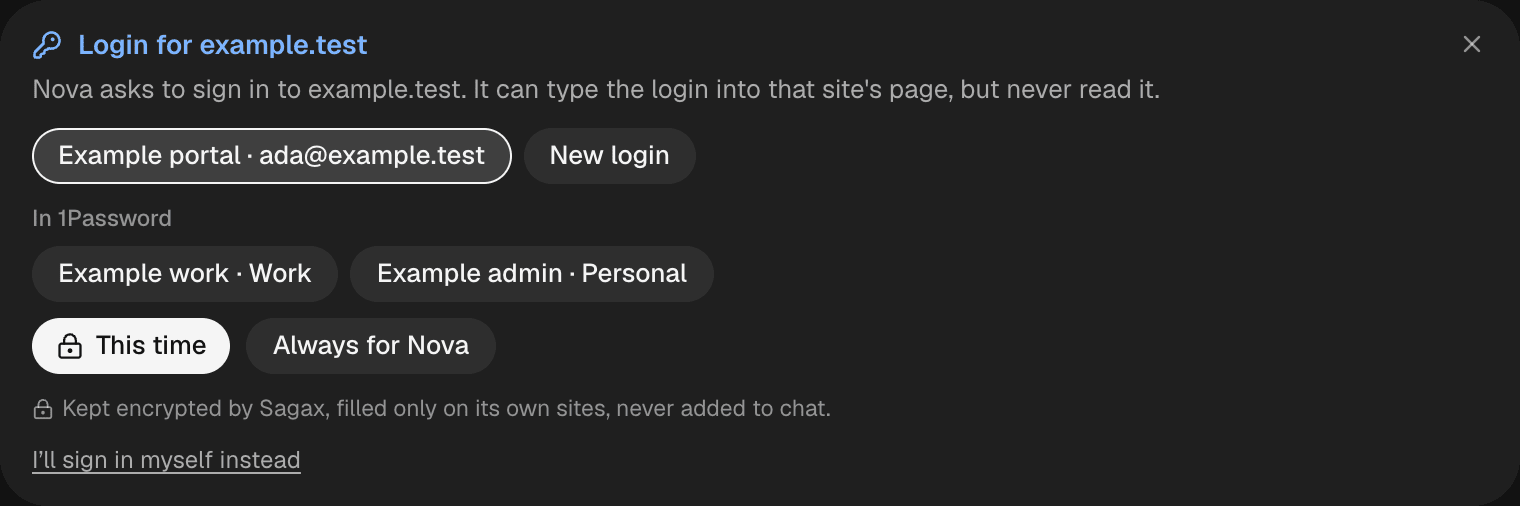 Login for example.test
Nova asks to sign in to example.test. It can type the login into that site's page, but never read it.
Example portal · ada@example.test New login
In 1Password
Example work · Work Example admin · Personal
This time Always for Nova
Kept encrypted by Sagax, filled only on its own sites, never added to chat.
I’ll sign in myself instead